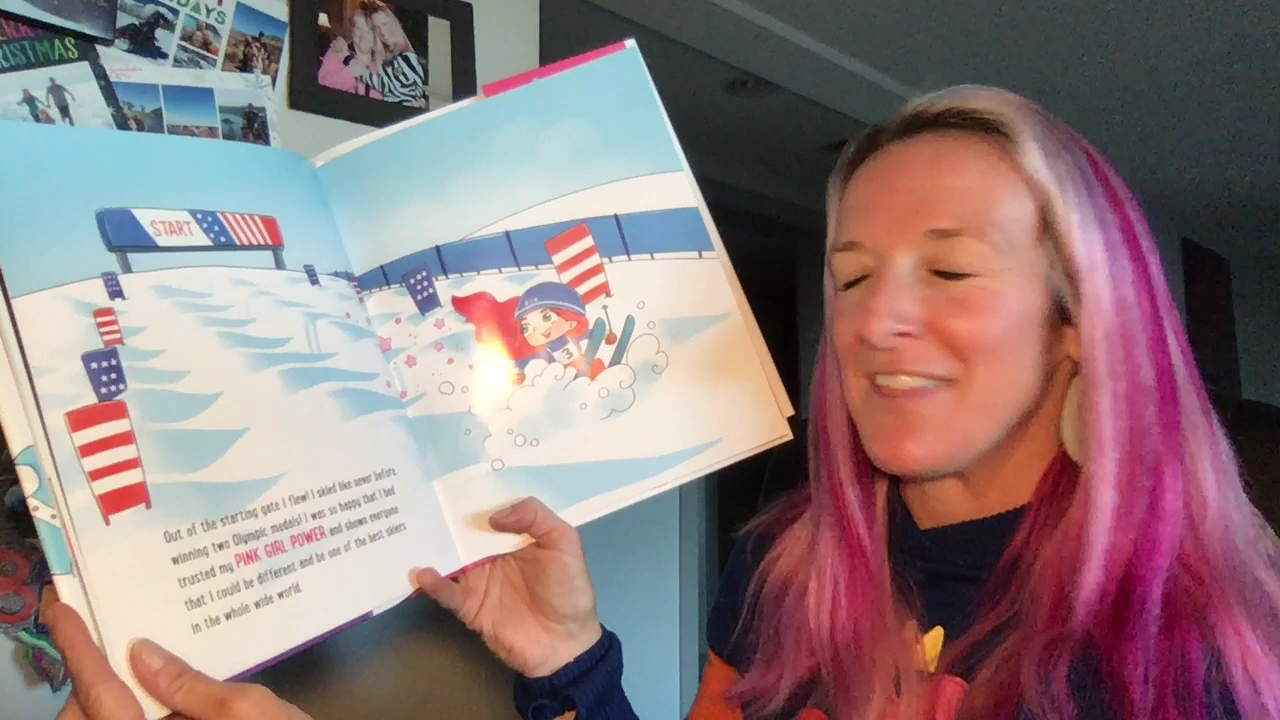 DAYS
CHRISTMAS
START
3
Out of the starting gate I flew! I skied like never before,
winning two Olympic medals! I was so happy that I had
trusted my PINK GIRL POWER and shown everyone
that I could be different and be one of the best skiers
in the whole wide world.